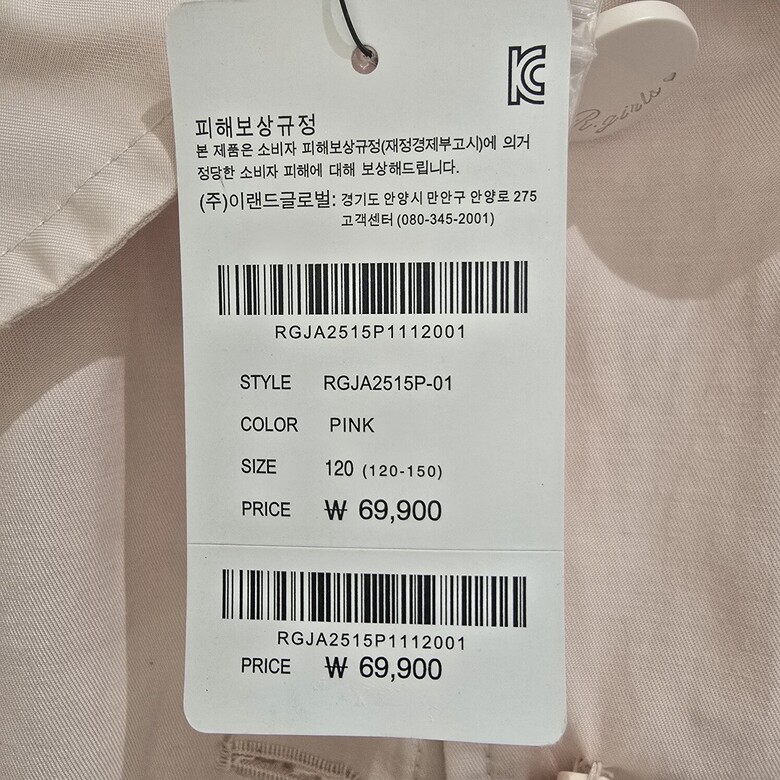 KC
R.girls
피해보상규정
본 제품은 소비자 피해보상규정(재정경제부고시)에 의거
정당한 소비자 피해에 대해 보상해드립니다.
(주)이랜드글로벌: 경기도 안양시 만안구 안양로 275
고객센터 (080-345-2001)
RGJA2515P1112001
STYLE RGJA2515P-01
COLOR PINK
SIZE 120 (120-150)
PRICE ₩ 69,900
RGJA2515P1112001
PRICE ₩ 69,900